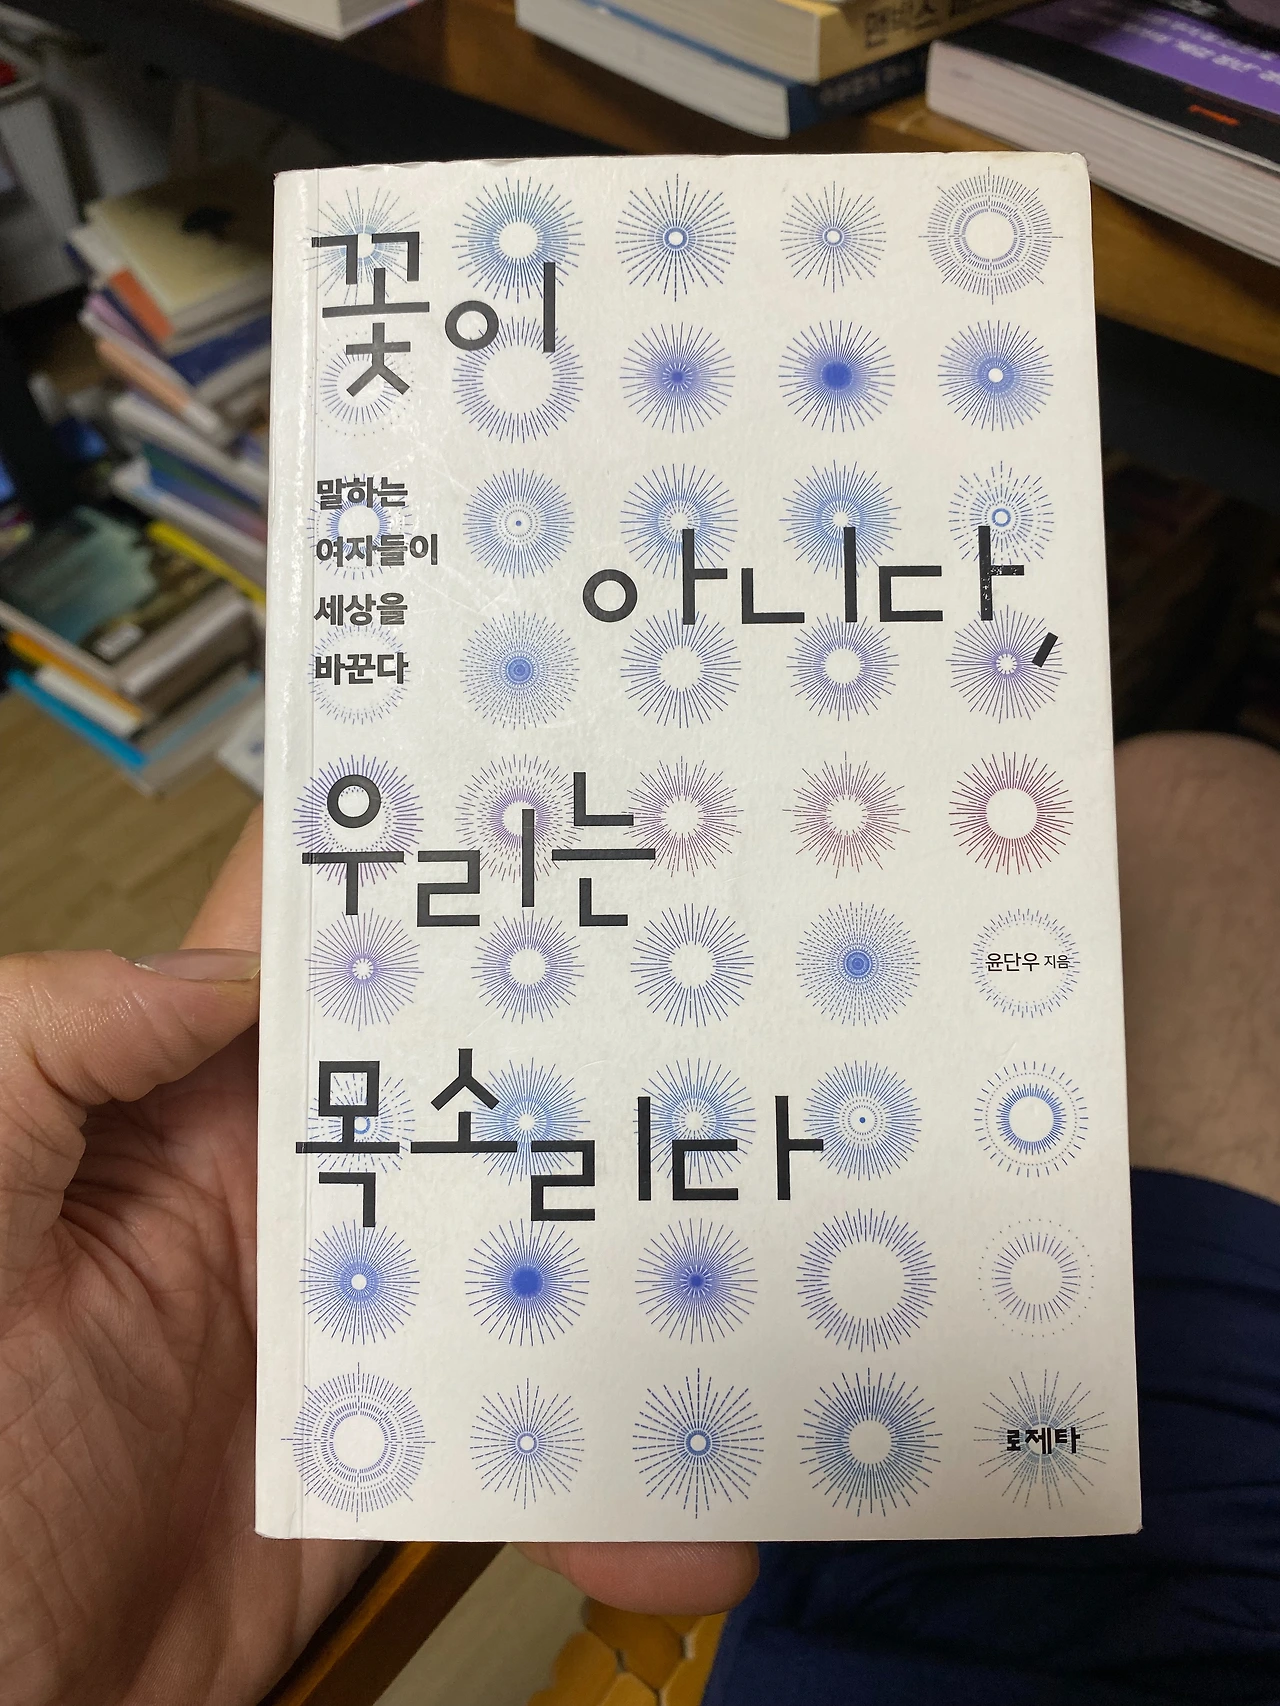 꽃이
말하는
여자들이
세상을
바꾼다
아니다,
우리는
윤단우 지음
목소리다
로제타